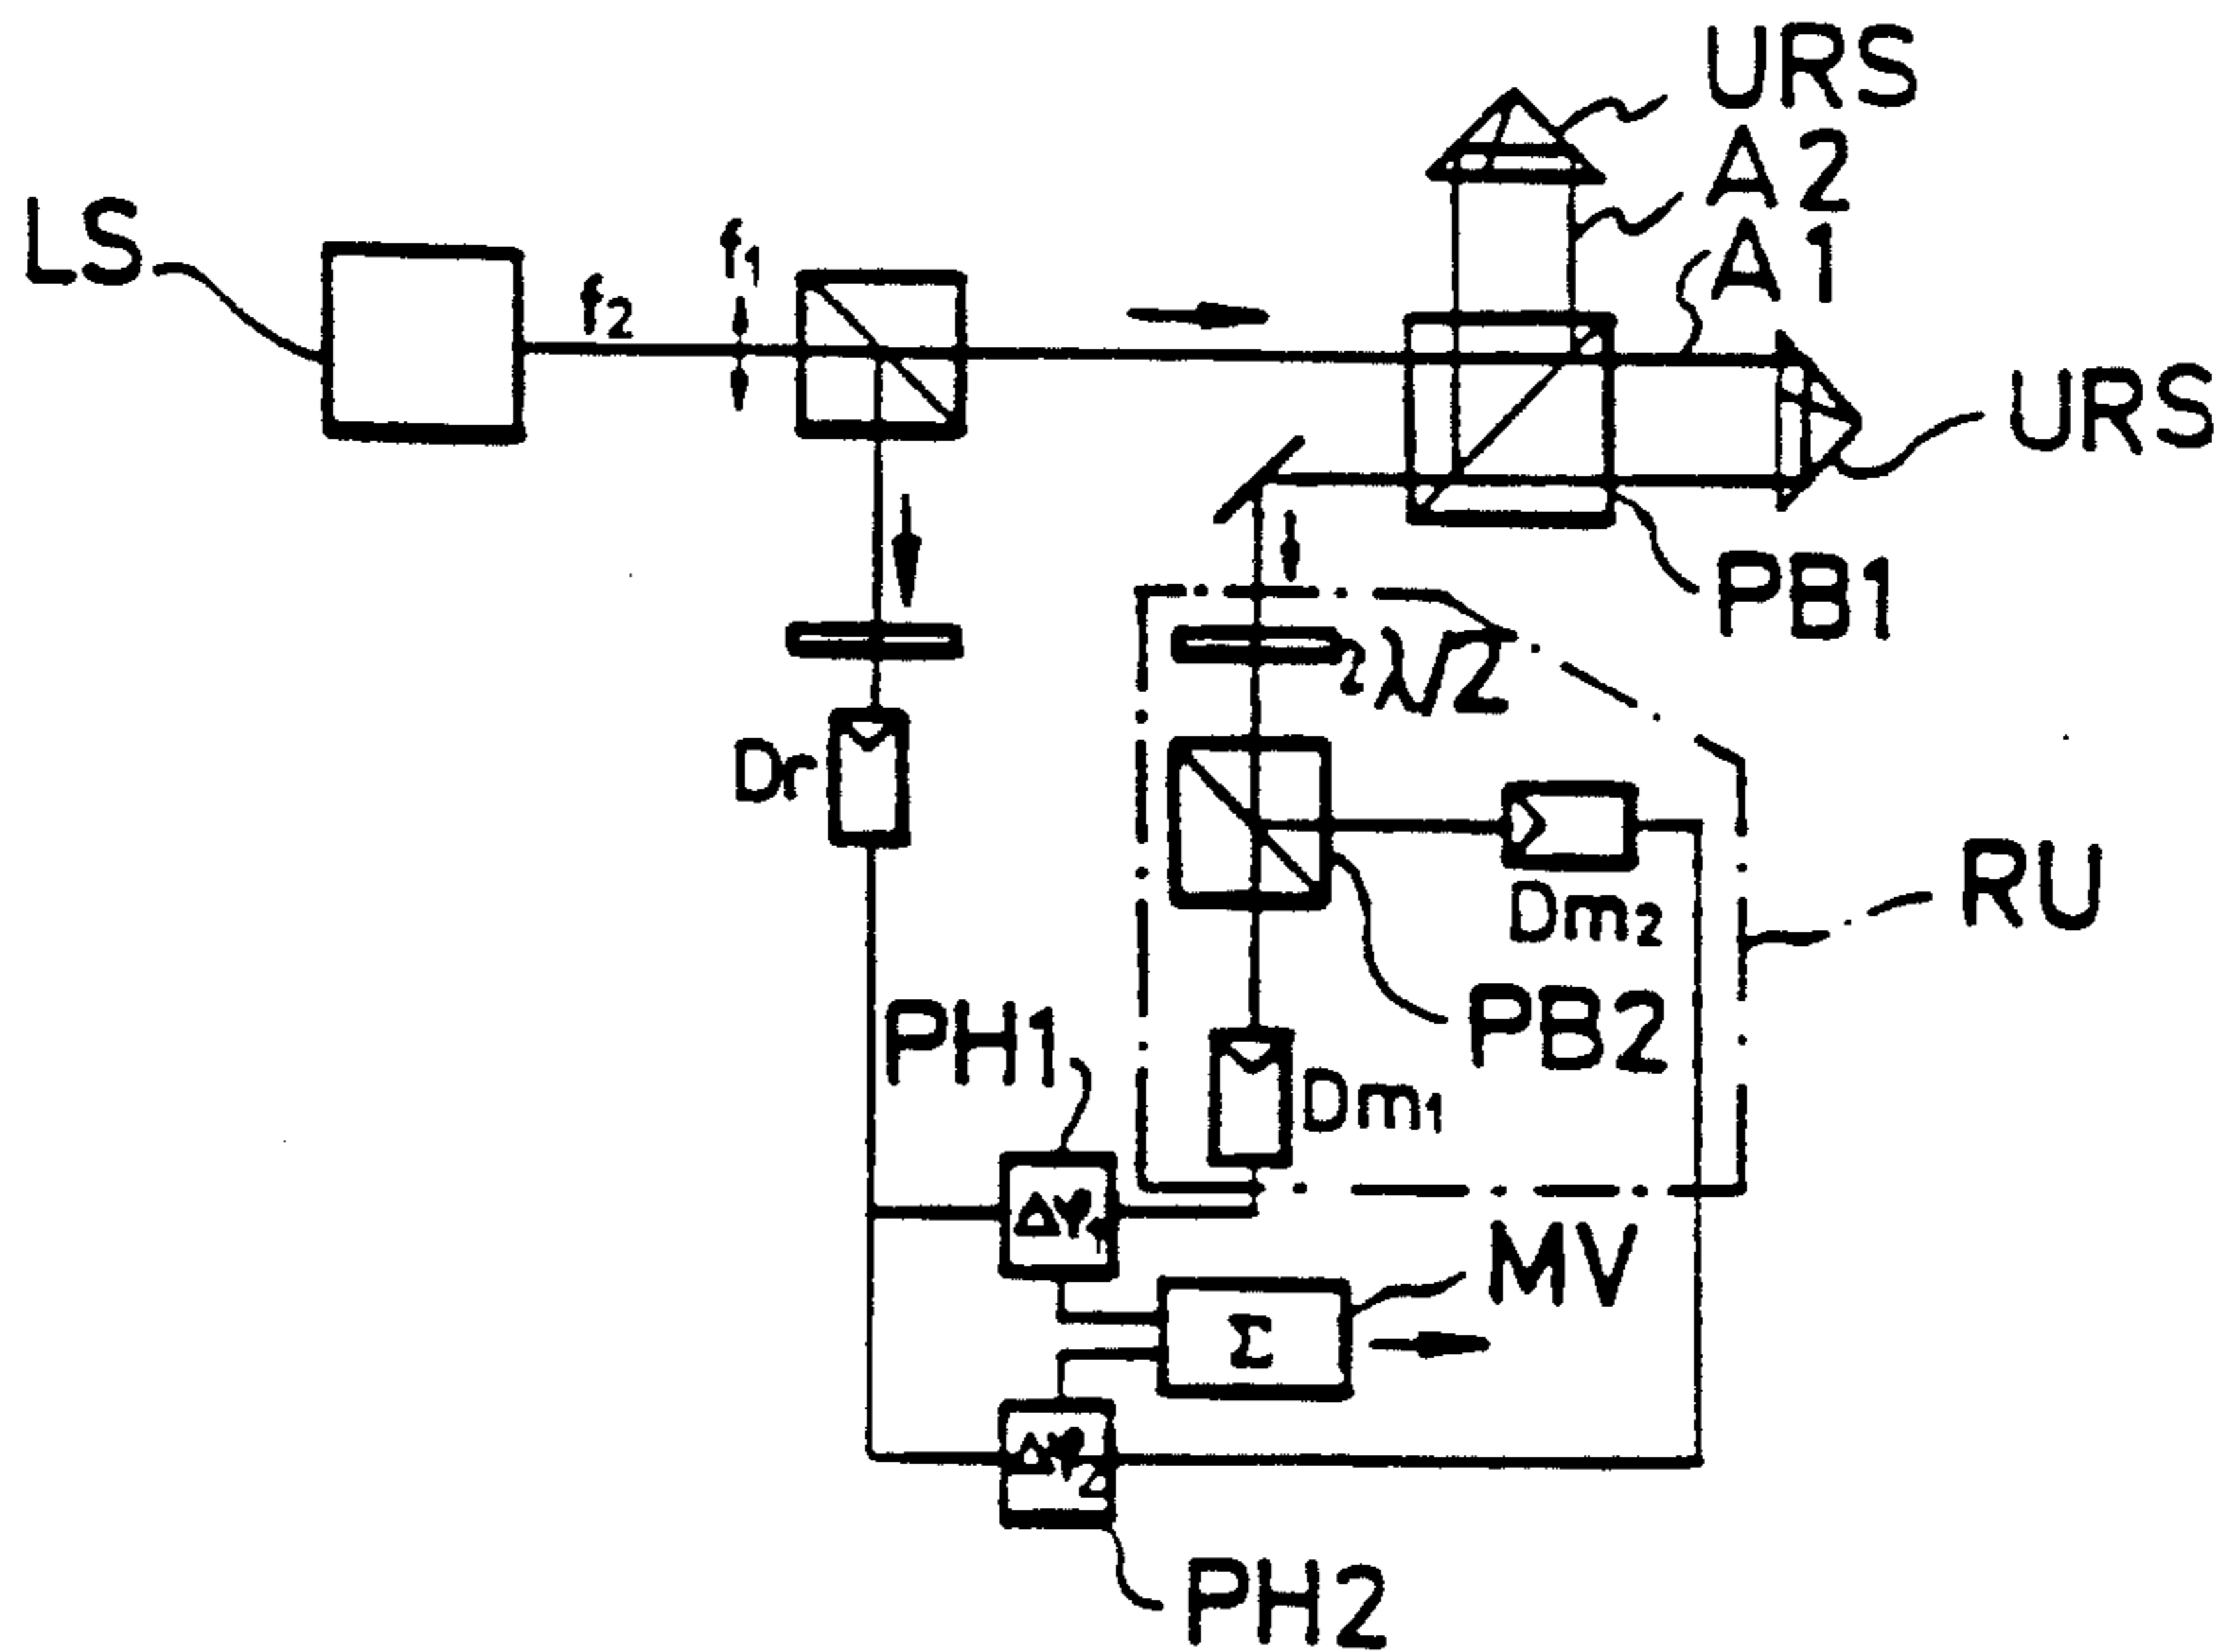 URS
A2
A1
LS
f₁
f₂
URS
PB1
λ/2
Dr
Dm₂
RU
PB2
PH1
Dm₁
Δφ₁
MV
Σ
Δφ₂
PH2